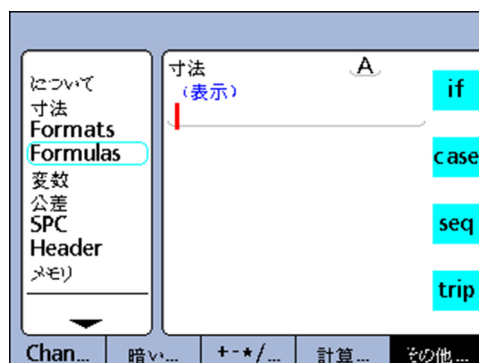 について
寸法
Formats
Formulas
変数
公差
SPC
Header
メモリ
寸法
A
(表示)
if
case
seq
trip
Chan...
暗い...
+-*/...
計算...
その他...